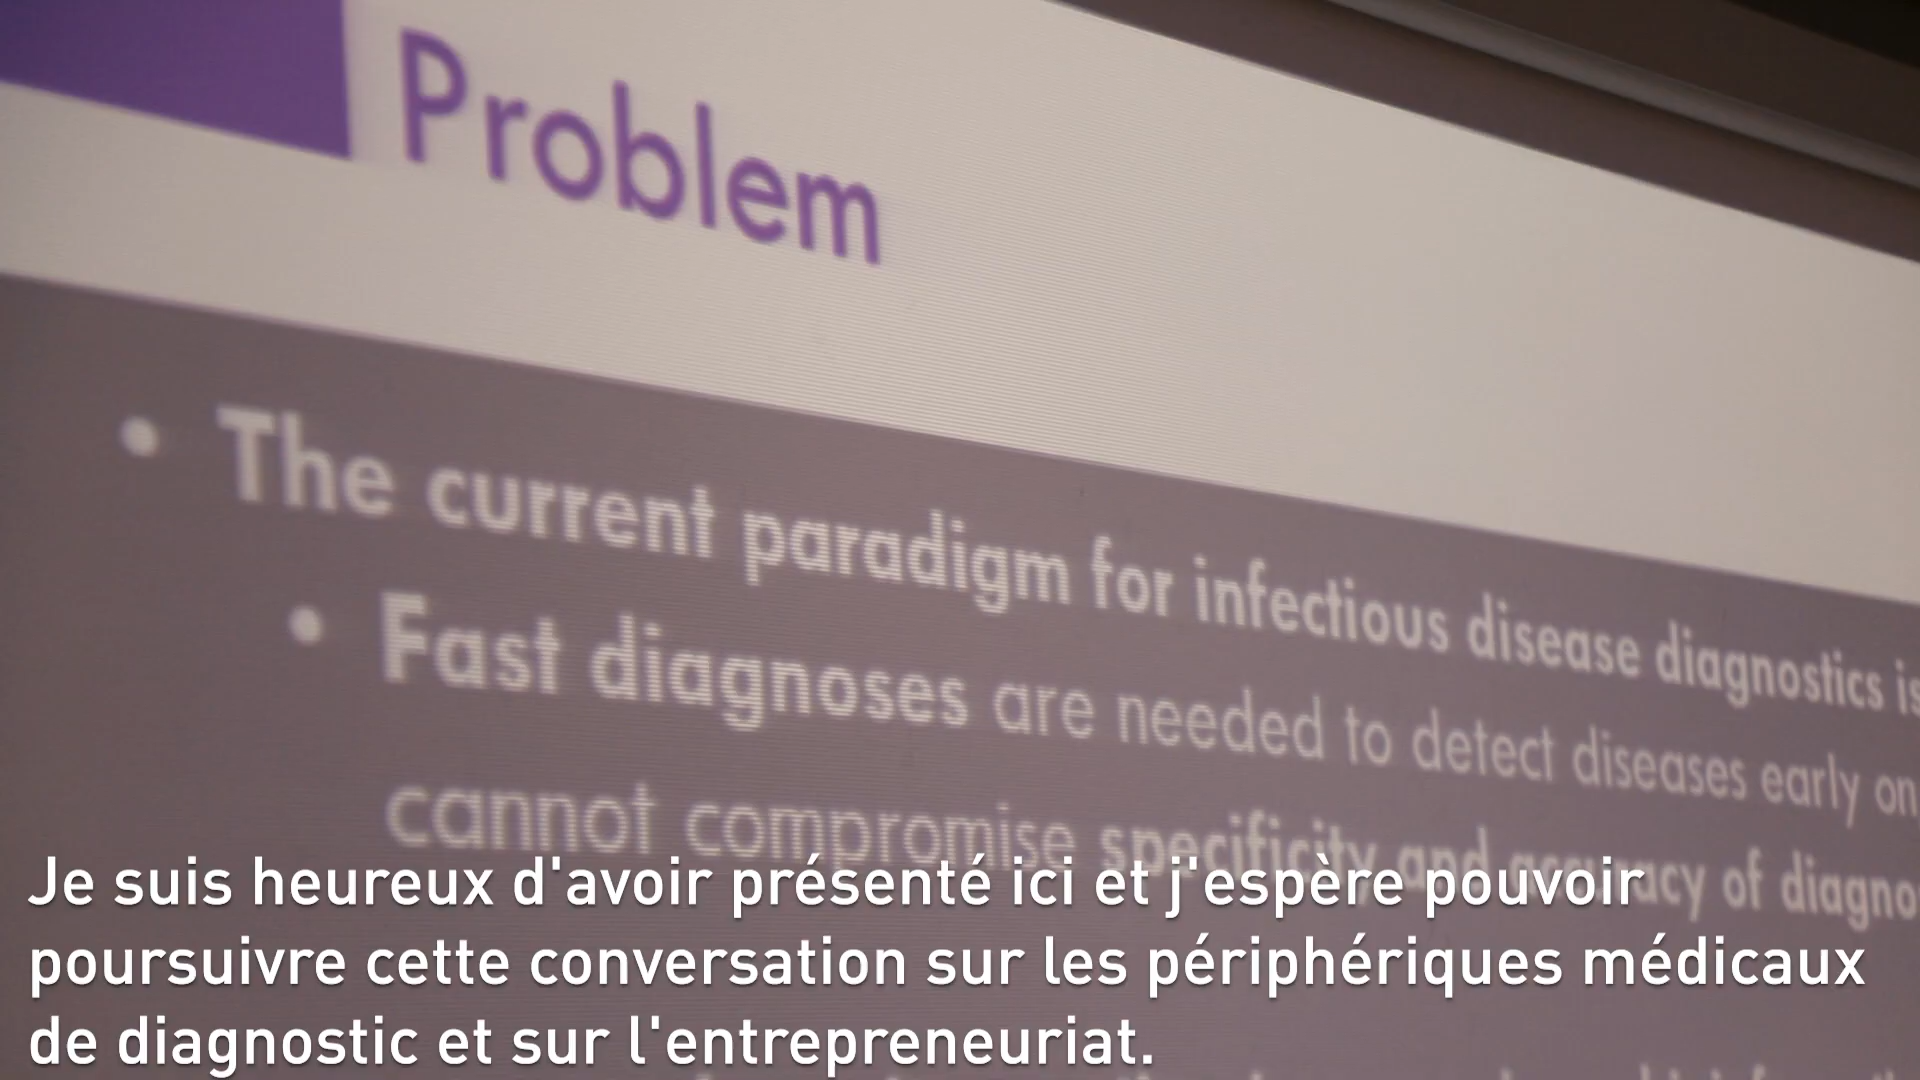 Problem
• The current paradigm for infectious disease diagnostics is
• Fast diagnoses are needed to detect diseases early on
cannot compromise specificity and accuracy of diagno
Je suis heureux d'avoir présenté ici et j'espère pouvoir
poursuivre cette conversation sur les périphériques médicaux
de diagnostic et sur l'entrepreneuriat.